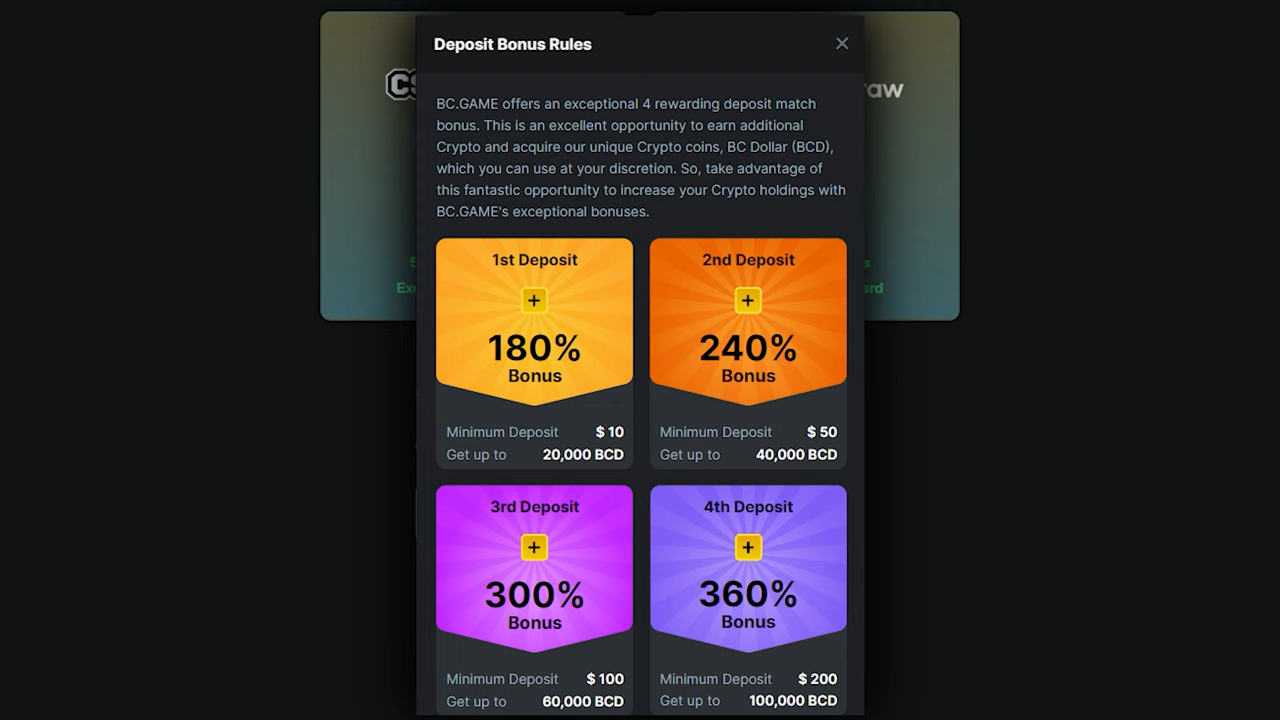 Deposit Bonus Rules
BC.GAME offers an exceptional 4 rewarding deposit match
bonus. This is an excellent opportunity to earn additional
Crypto and acquire our unique Crypto coins, BC Dollar (BCD),
which you can use at your discretion. So, take advantage of
this fantastic opportunity to increase your Crypto holdings with
BC.GAME's exceptional bonuses.
1st Deposit
+
180%
Bonus
Minimum Deposit $ 10
Get up to 20,000 BCD
2nd Deposit
+
240%
Bonus
Minimum Deposit $ 50
Get up to 40,000 BCD
3rd Deposit
+
300%
Bonus
Minimum Deposit $ 100
Get up to 60,000 BCD
4th Deposit
+
360%
Bonus
Minimum Deposit $ 200
Get up to 100,000 BCD